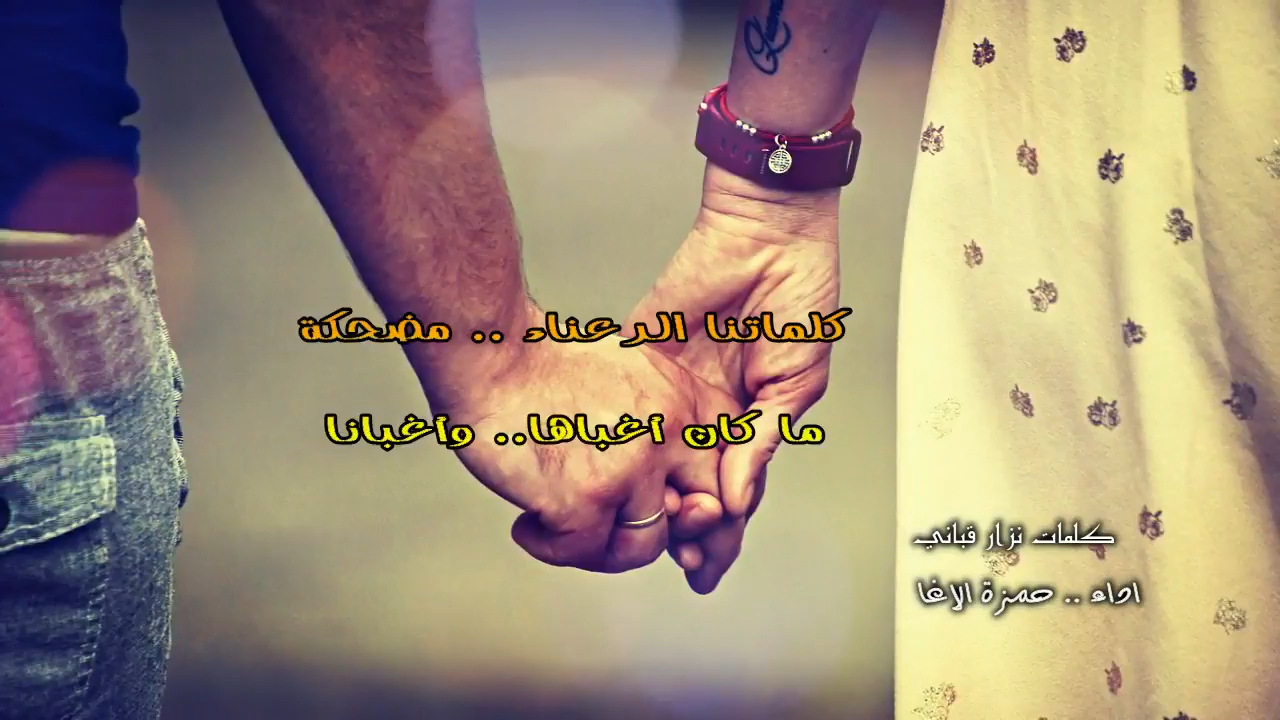 كلماتنا الرعناء .. مضحكة
ما كان أغباها.. وأغبانا
كلمات نزار قباني
اداء .. حمزة الاغا